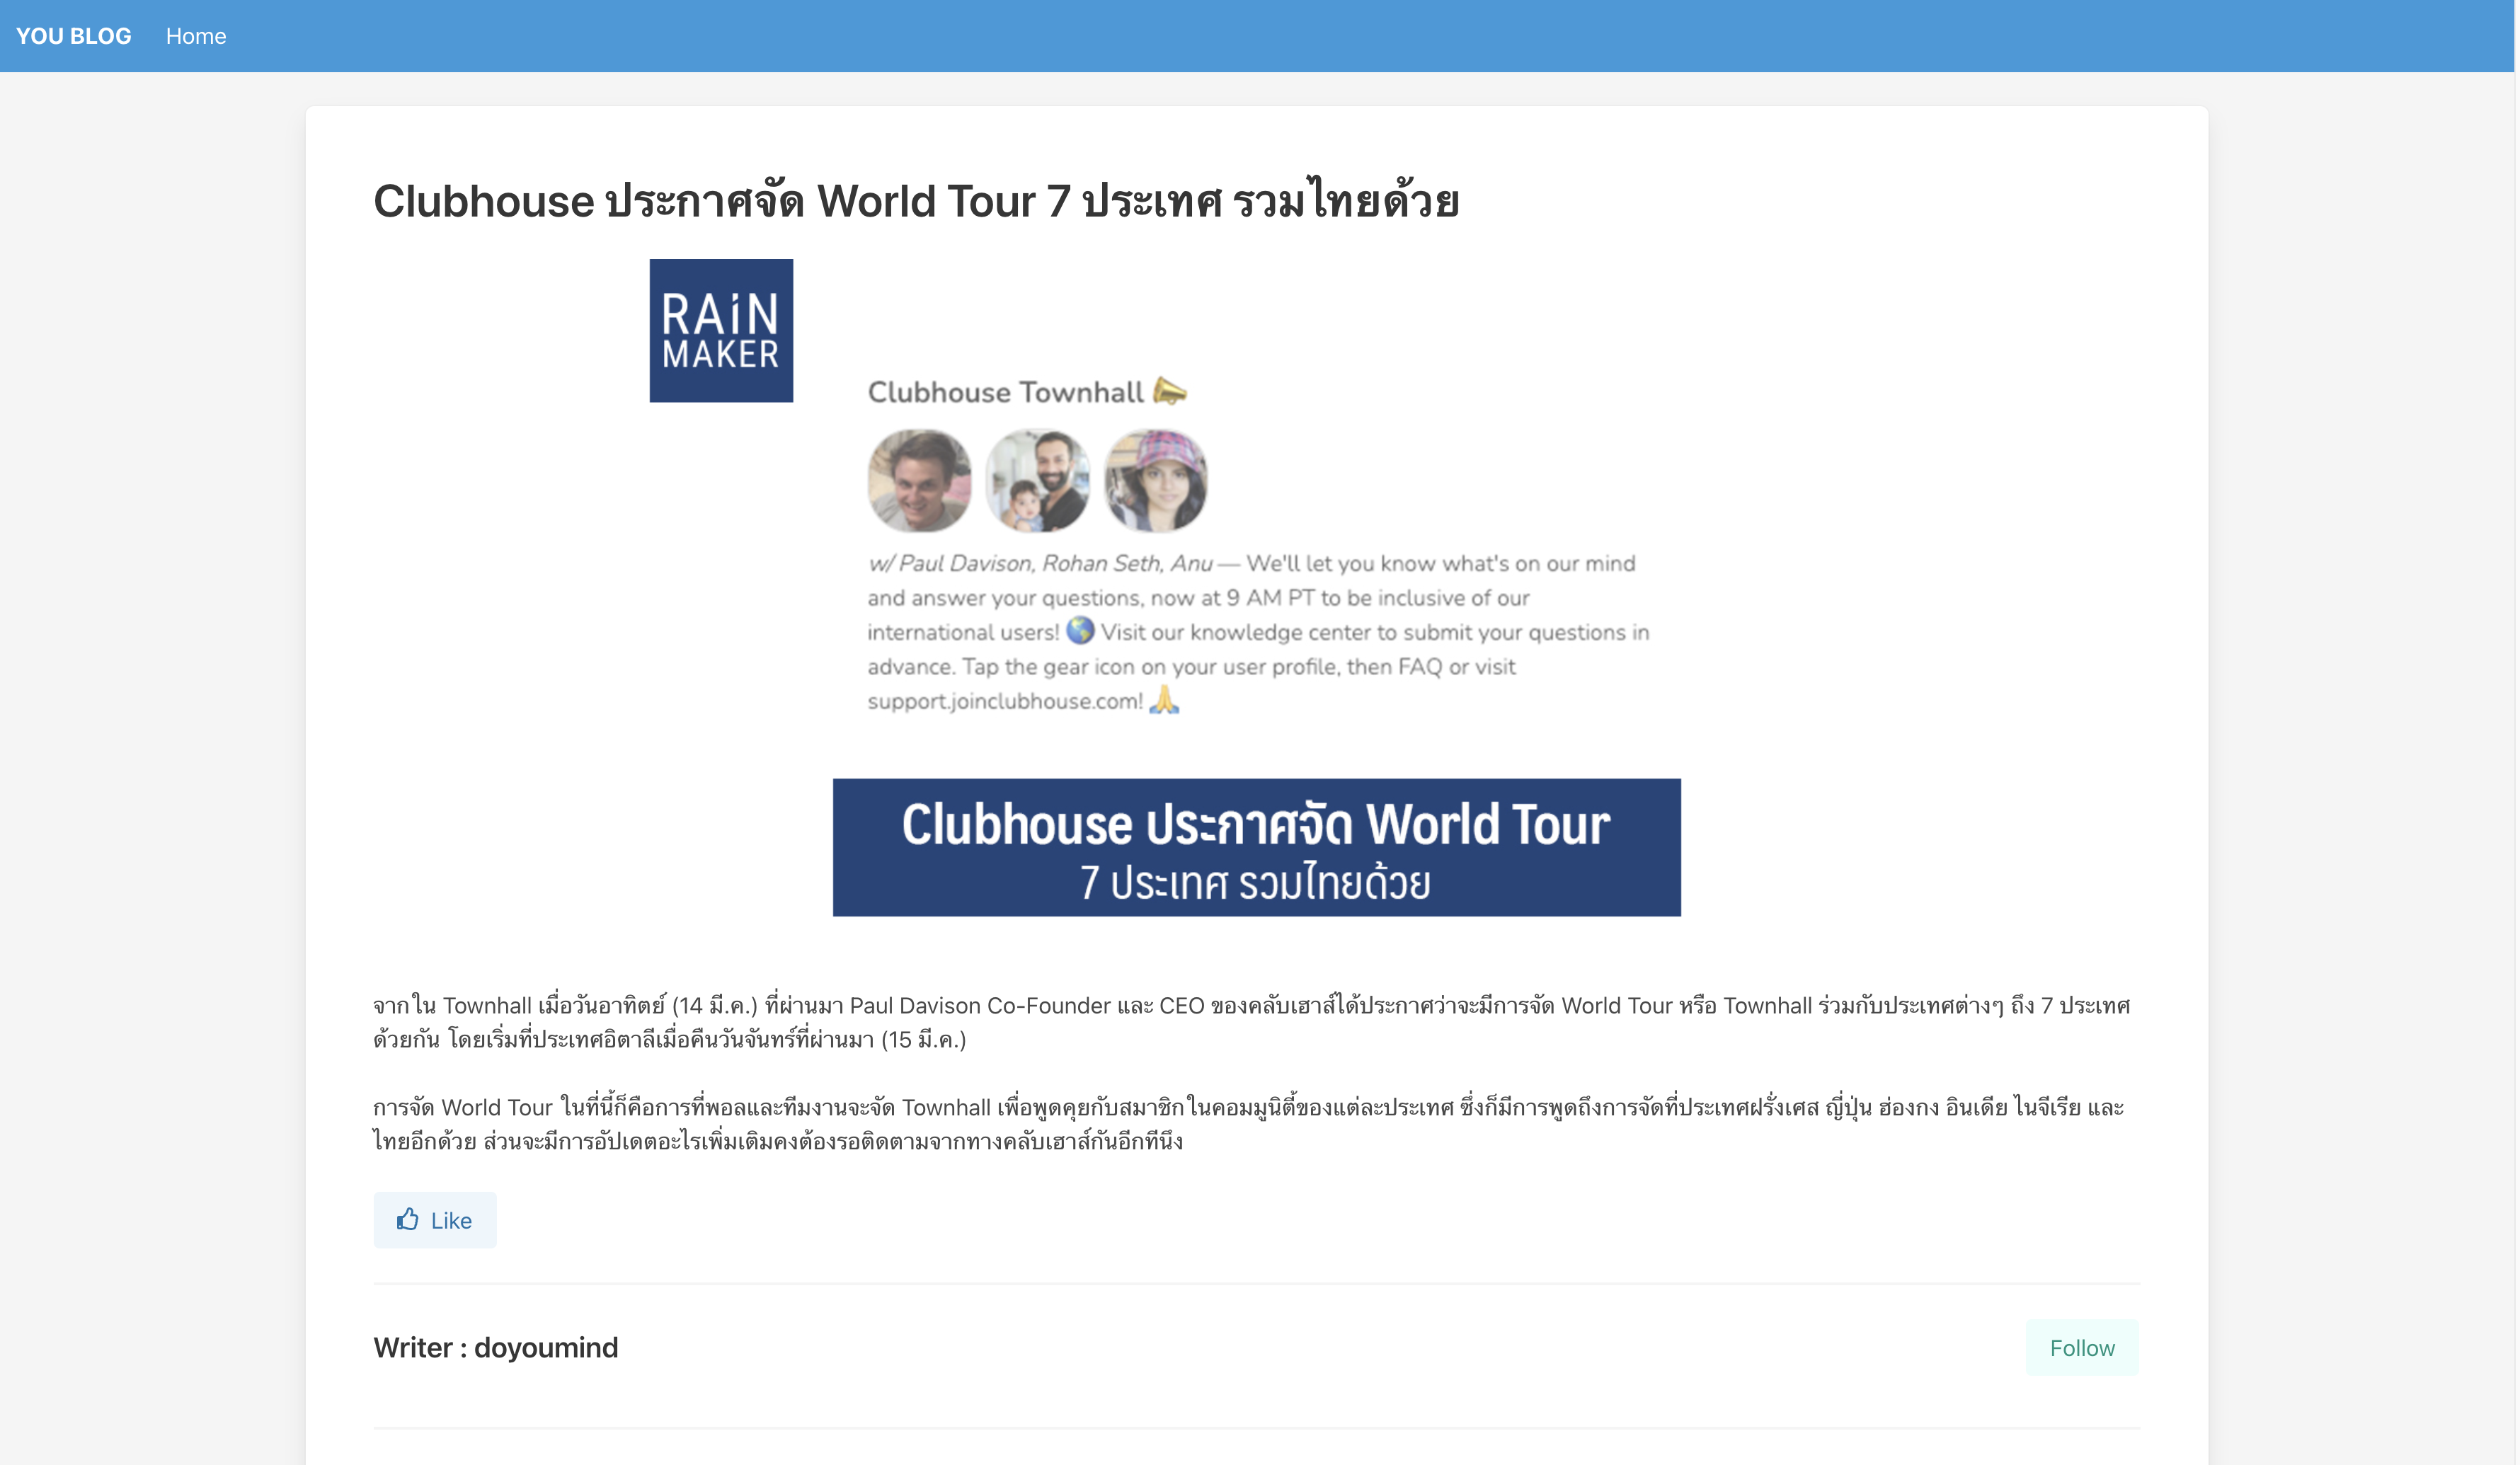 YOU BLOG Home
Clubhouse ประกาศจัด World Tour 7 ประเทศ รวมไทยด้วย
RAiN
MAKER
Clubhouse Townhall 📣
w/ Paul Davison, Rohan Seth, Anu — We'll let you know what's on our mind
and answer your questions, now at 9 AM PT to be inclusive of our
international users! 🌎 Visit our knowledge center to submit your questions in
advance. Tap the gear icon on your user profile, then FAQ or visit
support.joinclubhouse.com! 🙏
Clubhouse ประกาศจัด World Tour
7 ประเทศ รวมไทยด้วย
จากใน Townhall เมื่อวันอาทิตย์ (14 มี.ค.) ที่ผ่านมา Paul Davison Co-Founder และ CEO ของคลับเฮาส์ได้ประกาศว่าจะมีการจัด World Tour หรือ Townhall ร่วมกับประเทศต่างๆ ถึง 7 ประเทศ
ด้วยกัน โดยเริ่มที่ประเทศอิตาลีเมื่อคืนวันจันทร์ที่ผ่านมา (15 มี.ค.)
การจัด World Tour ในที่นี้ก็คือการที่พอลและทีมงานจะจัด Townhall เพื่อพูดคุยกับสมาชิกในคอมมูนิตี้ของแต่ละประเทศ ซึ่งก็มีการพูดถึงการจัดที่ประเทศฝรั่งเศส ญี่ปุ่น ฮ่องกง อินเดีย ไนจีเรีย และ
ไทยอีกด้วย ส่วนจะมีการอัปเดตอะไรเพิ่มเติมคงต้องรอติดตามจากทางคลับเฮาส์กันอีกทีนึง
Like
Writer : doyoumind
Follow